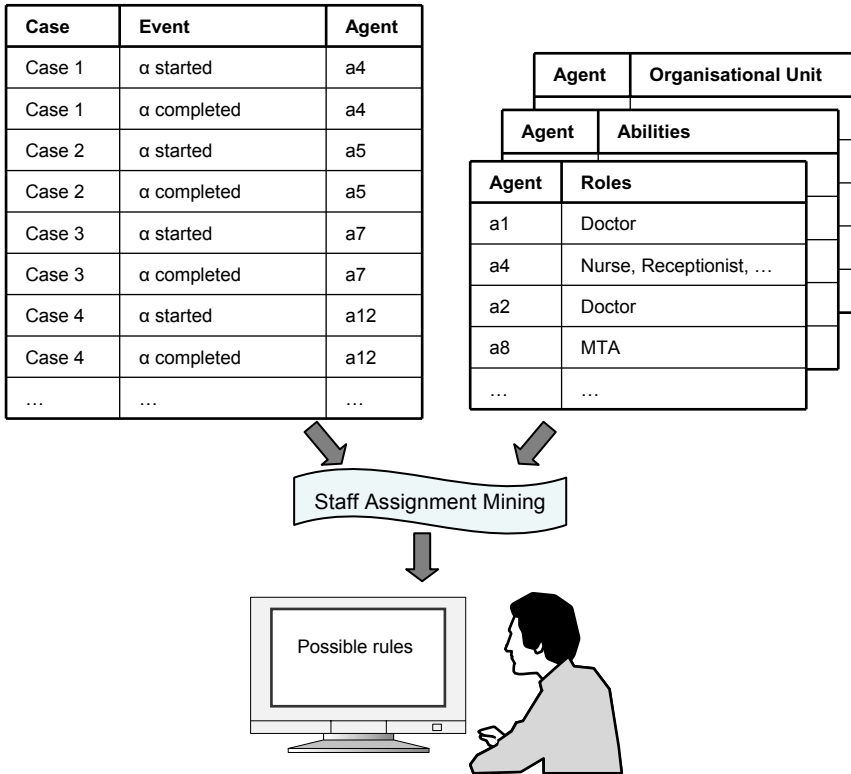 Case Event Agent
Case 1 α started a4
Case 1 α completed a4
Case 2 α started a5
Case 2 α completed a5
Case 3 α started a7
Case 3 α completed a7
Case 4 α started a12
Case 4 α completed a12
… … …
Agent Organisational Unit
Agent Abilities
Agent Roles
a1 Doctor
a4 Nurse, Receptionist, …
a2 Doctor
a8 MTA
… …
Staff Assignment Mining
Possible rules